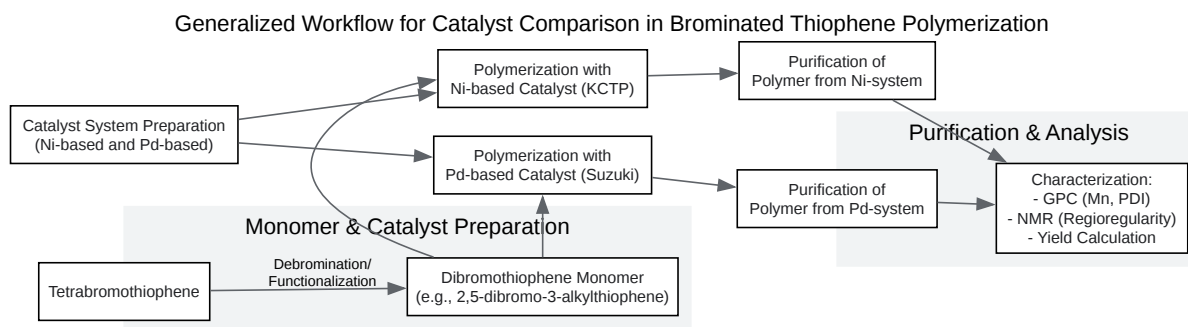 Generalized Workflow for Catalyst Comparison in Brominated Thiophene Polymerization
Catalyst System Preparation
(Ni-based and Pd-based)
Polymerization with
Ni-based Catalyst (KCTP)
Purification of
Polymer from Ni-system
Polymerization with
Pd-based Catalyst (Suzuki)
Purification & Analysis
Purification of
Polymer from Pd-system
Characterization:
- GPC (Mn, PDI)
- NMR (Regioregularity)
- Yield Calculation
Monomer & Catalyst Preparation
Tetrabromothiophene
Debromination/
Functionalization
Dibromothiophene Monomer
(e.g., 2,5-dibromo-3-alkylthiophene)